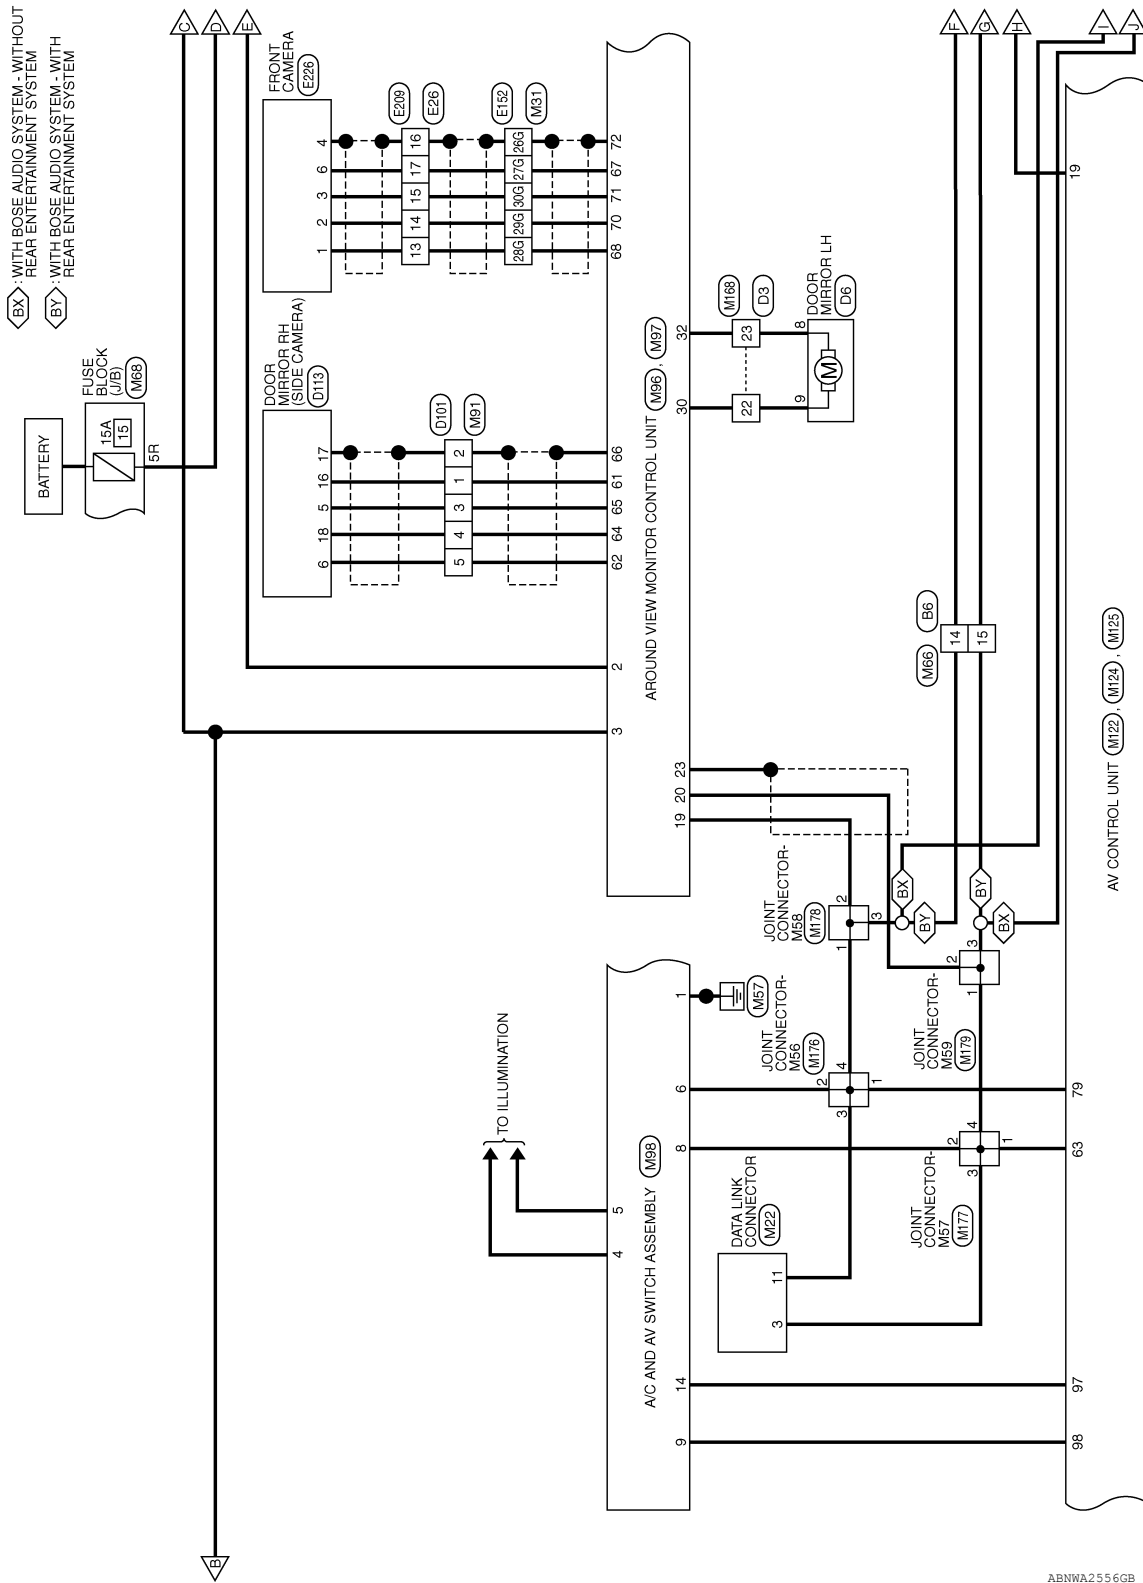 BX : WITH BOSE AUDIO SYSTEM - WITHOUT
REAR ENTERTAINMENT SYSTEM
BY : WITH BOSE AUDIO SYSTEM - WITH
REAR ENTERTAINMENT SYSTEM
C
D
E
F
G
H
I
J
B
BATTERY
FUSE
BLOCK
(J/B)
M68
15A
15
5R
DOOR
MIRROR RH
(SIDE CAMERA)
D113
6 18 5 16 17
D101
M91
5 4 3 1 2
62 64 65 61 66
FRONT
CAMERA
E226
1 2 3 6 4
E209
E26
13 14 15 17 16
E152
M31
28G 29G 30G 27G 26G
68 70 71 67 72
3
2
AROUND VIEW MONITOR CONTROL UNIT M96 , M97
19 20 23
30 32
M168
D3
22 23
9 8
M
DOOR
MIRROR LH
D6
TO ILLUMINATION
4 5
A/C AND AV SWITCH ASSEMBLY M98
9 14 8 6 1
M57
DATA LINK
CONNECTOR
M22
3 11
JOINT
CONNECTOR-
M56
M176
3 2 1 4
JOINT
CONNECTOR-
M58
M178
1 2 3
BX
BY
JOINT
CONNECTOR-
M57
M177
3 2 1 4
JOINT
CONNECTOR-
M59
M179
1 2 3
BY
BX
M66
B6
14
15
98 97 63 79 19
AV CONTROL UNIT M122 , M124 , M125
ABNWA2556GB